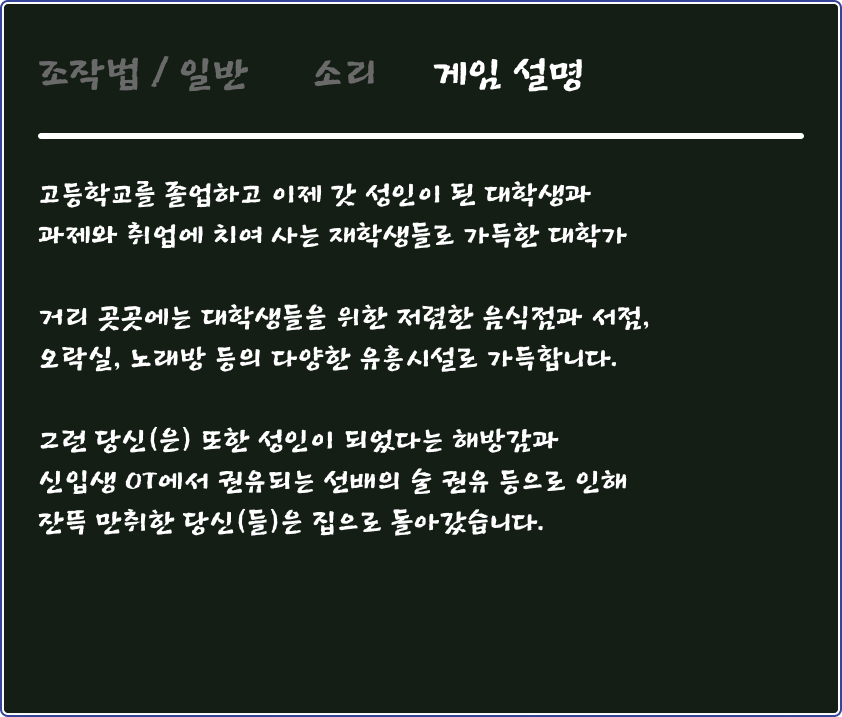 조작법 / 일반 소리 게임 설명
고등학교를 졸업하고 이제 갓 성인이 된 대학생과
과제와 취업에 치여 사는 재학생들로 가득한 대학가
거리 곳곳에는 대학생들을 위한 저렴한 음식점과 서점,
오락실, 노래방 등의 다양한 유흥시설로 가득합니다.
그런 당신(은) 또한 성인이 되었다는 해방감과
신입생 OT에서 권유되는 선배의 술 권유 등으로 인해
잔뜩 만취한 당신(들)은 집으로 돌아갔습니다.